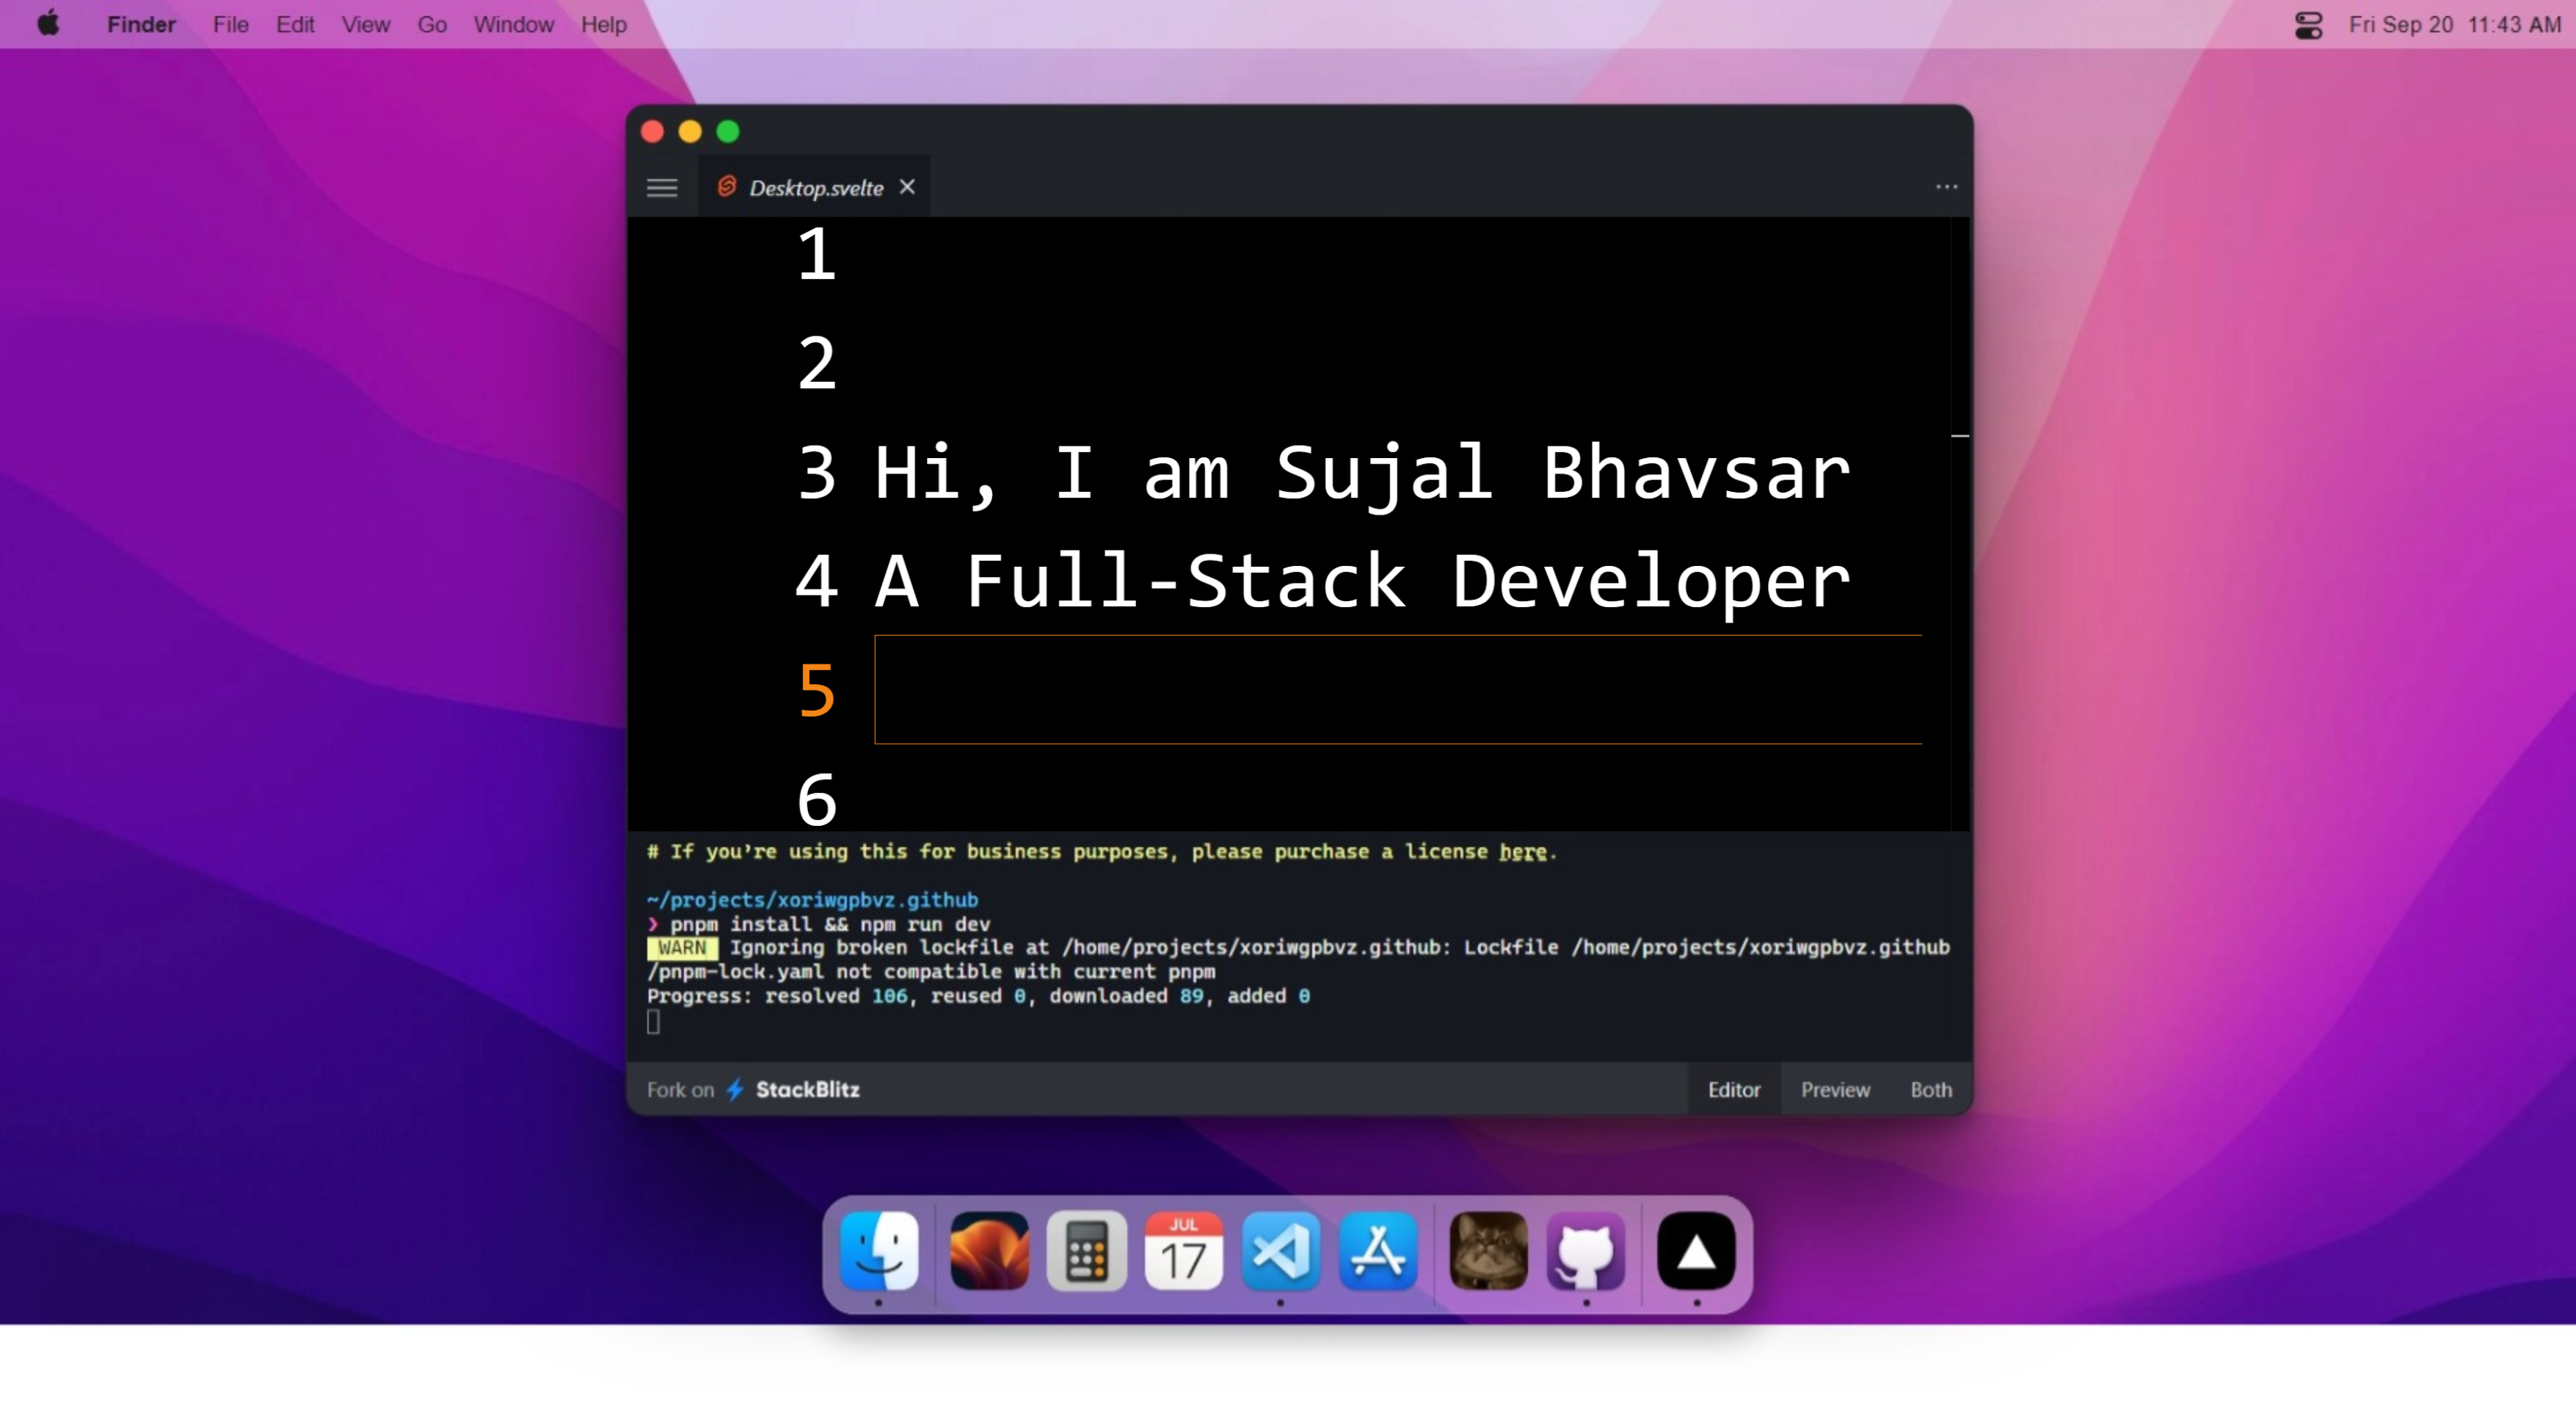 Finder File Edit View Go Window Help Fri Sep 20 11:43 AM
Desktop.svelte
1
2
3 Hi, I am Sujal Bhavsar
4 A Full-Stack Developer
5
6
# If you're using this for business purposes, please purchase a license here.
~/projects/xoriwgpbvz.github
❯ pnpm install && npm run dev
WARN Ignoring broken lockfile at /home/projects/xoriwgpbvz.github: Lockfile /home/projects/xoriwgpbvz.github
/pnpm-lock.yaml not compatible with current pnpm
Progress: resolved 106, reused 0, downloaded 89, added 0
Fork on StackBlitz Editor Preview Both
JUL
17